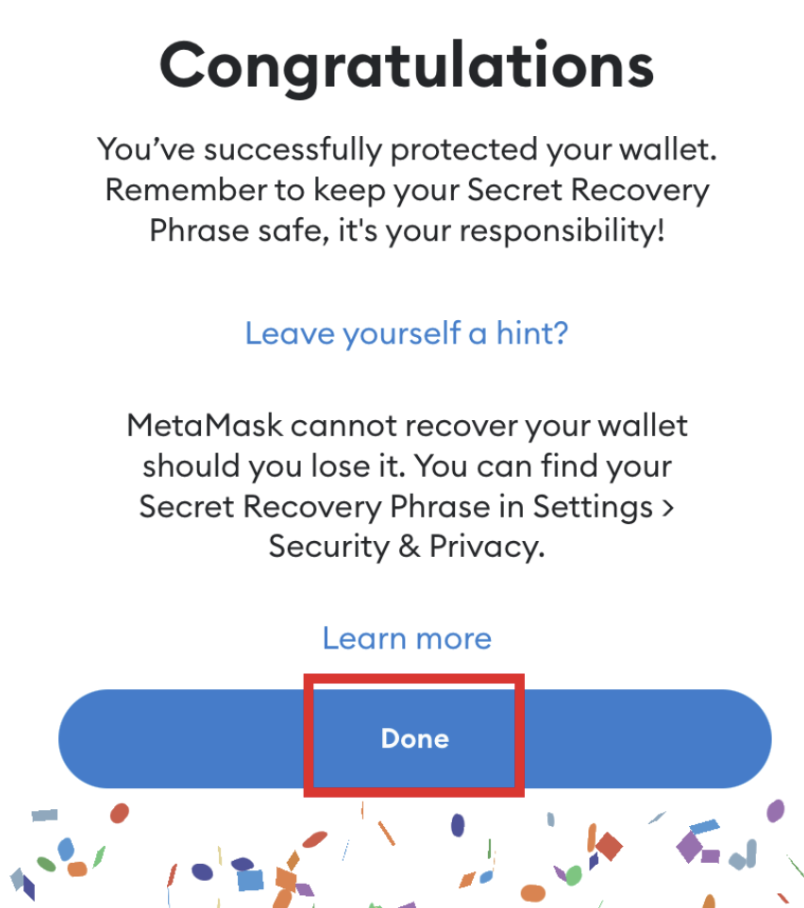 Congratulations
You’ve successfully protected your wallet.
Remember to keep your Secret Recovery
Phrase safe, it's your responsibility!
Leave yourself a hint?
MetaMask cannot recover your wallet
should you lose it. You can find your
Secret Recovery Phrase in Settings >
Security & Privacy.
Learn more
Done